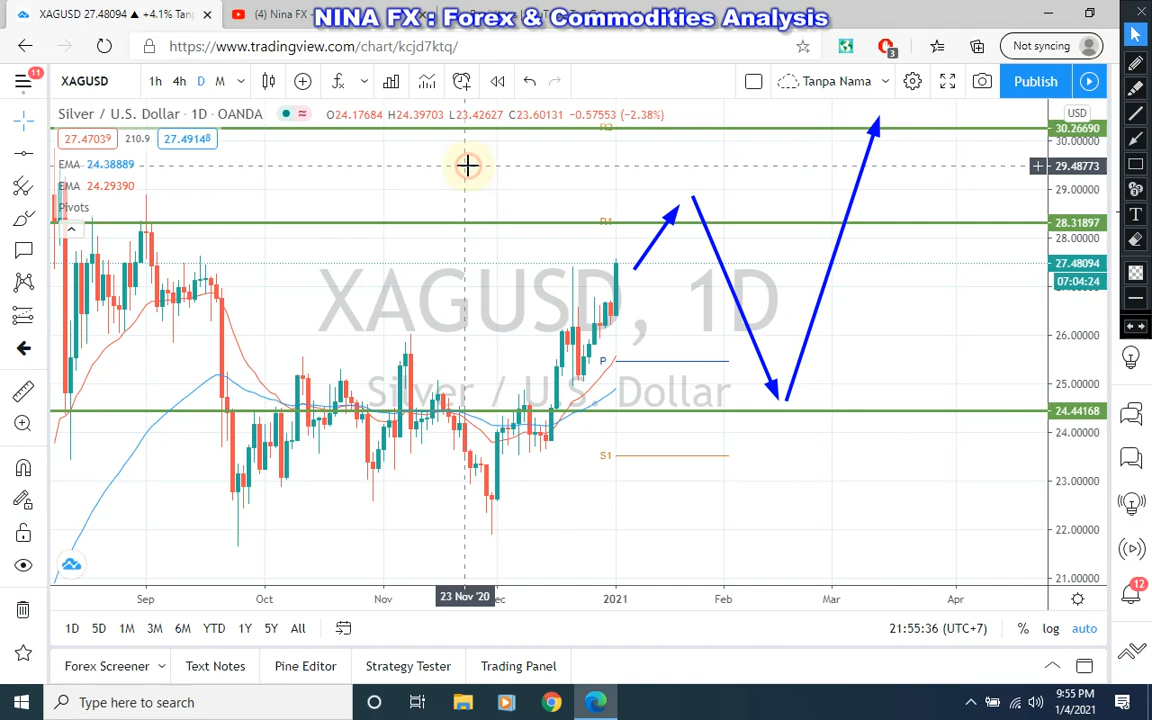 XAGUSD 27.48094 ▲ +4.1% Tan
(4) Nina FX -
NINA FX : Forex & Commodities Analysis
https://www.tradingview.com/chart/kcjd7ktq/
3
Not syncing
11
XAGUSD
1h 4h D M
Tanpa Nama
Publish
Silver / U.S. Dollar · 1D · OANDA
O24.17684 H24.39703 L23.42627 C23.60131 −0.57553 (−2.38%)
USD
27.47039
210.9
27.49148
EMA 24.38889
EMA 24.29390
Pivots
R2
R1
P
S1
XAGUSD, 1D
Silver / U.S. Dollar
30.26690
30.00000
29.48773
29.00000
28.31897
28.00000
27.48094
07:04:24
26.00000
25.00000
24.44168
24.00000
23.00000
22.00000
21.00000
Sep Oct Nov 23 Nov '20 2021 Feb Mar Apr
1D 5D 1M 3M 6M YTD 1Y 5Y All
21:55:36 (UTC+7) % log auto
12
Forex Screener Text Notes Pine Editor Strategy Tester Trading Panel
Type here to search
9:55 PM
1/4/2021